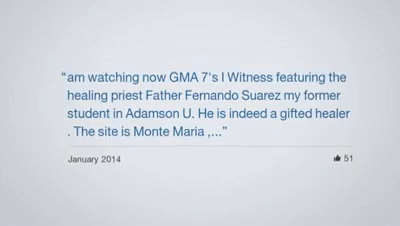 “am watching now GMA 7's I Witness featuring the
healing priest Father Fernando Suarez my former
student in Adamson U. He is indeed a gifted healer
. The site is Monte Maria ,...”
January 2014
51